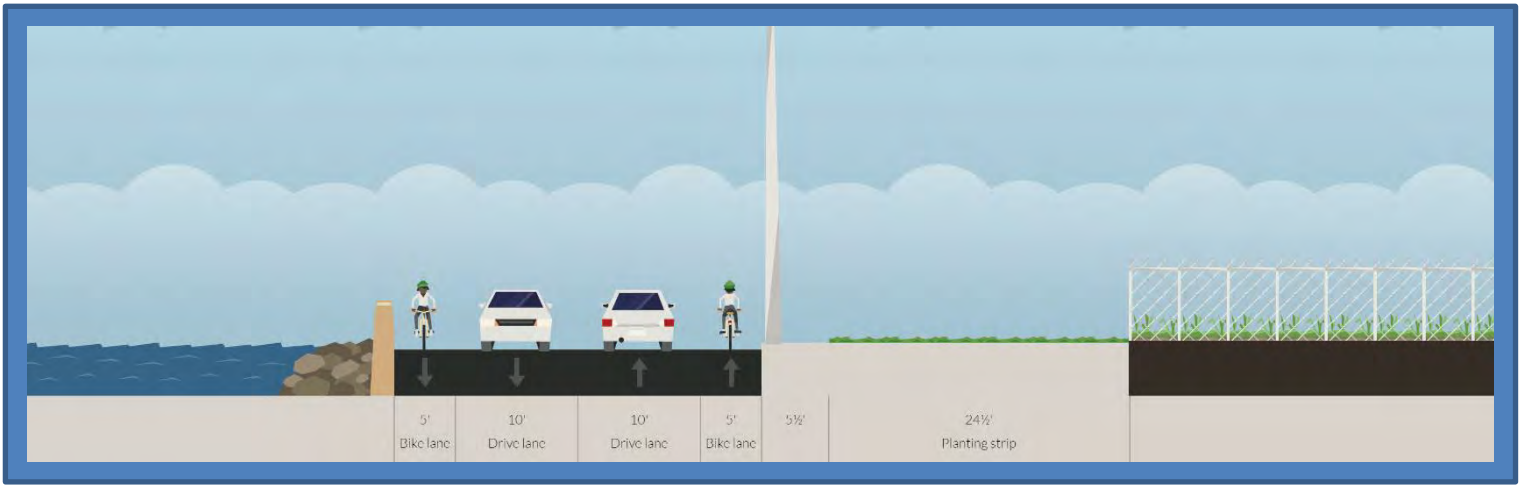 5' 10' 10' 5' 5½' 24½'
Bike lane Drive lane Drive lane Bike lane Planting strip